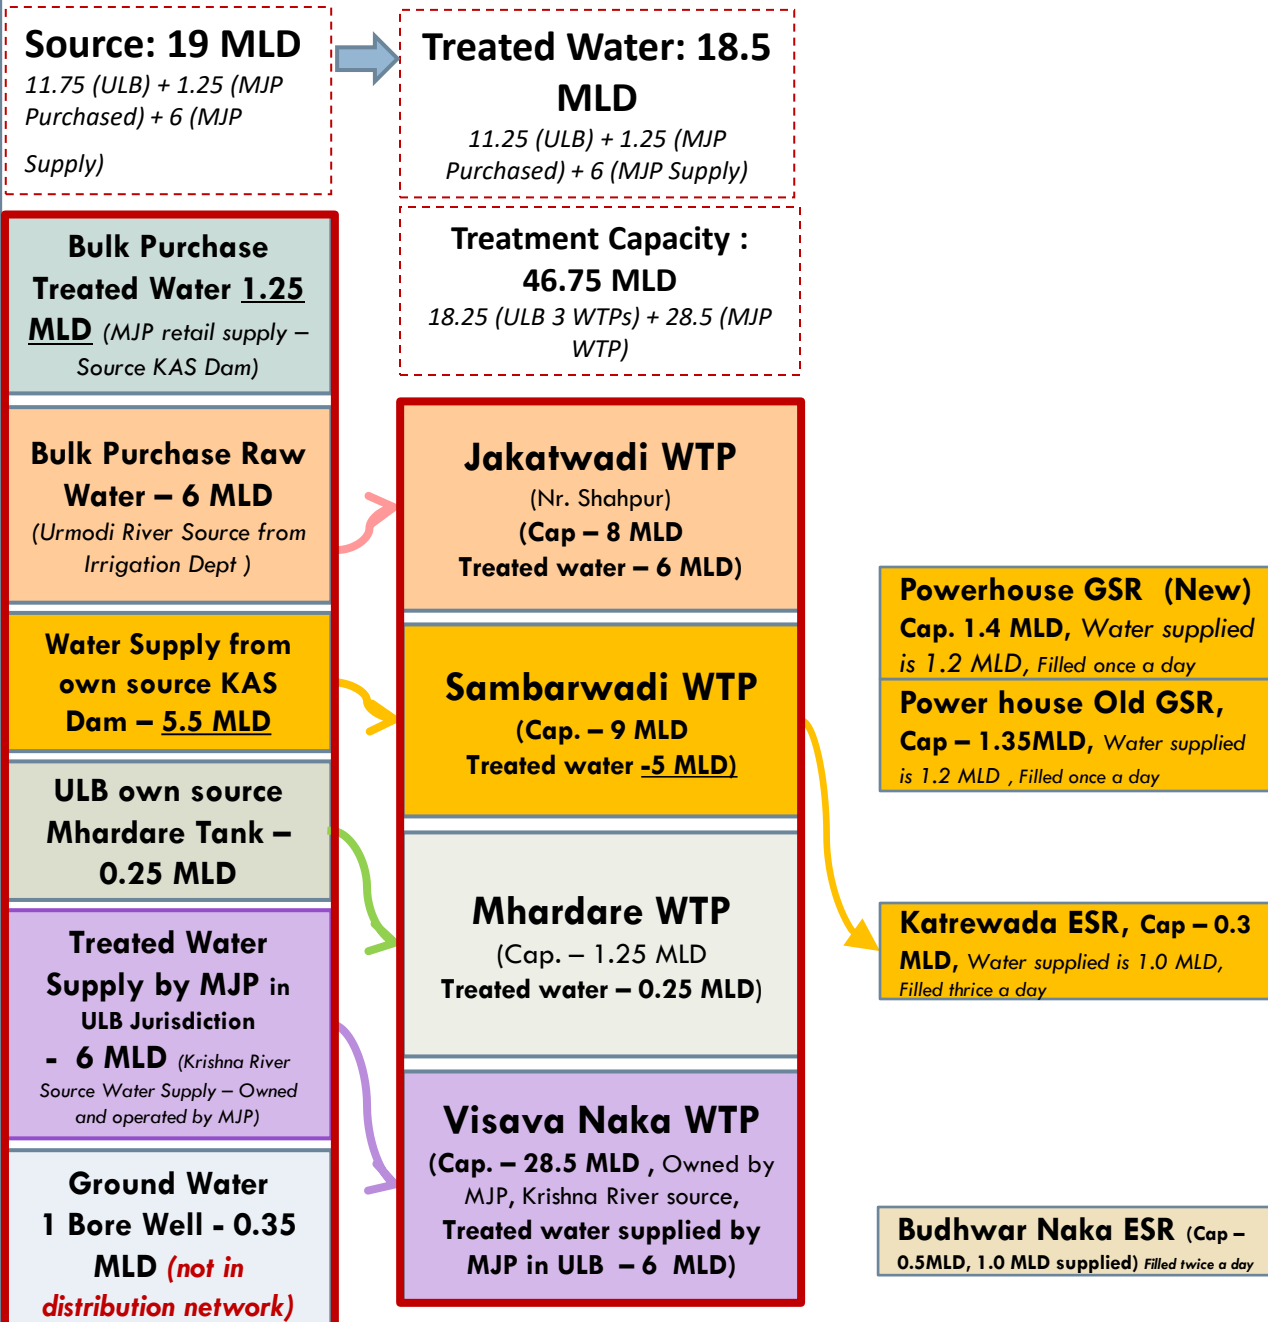 Source: 19 MLD
11.75 (ULB) + 1.25 (MJP
Purchased) + 6 (MJP
Supply)
Treated Water: 18.5
MLD
11.25 (ULB) + 1.25 (MJP
Purchased) + 6 (MJP Supply)
Treatment Capacity :
46.75 MLD
18.25 (ULB 3 WTPs) + 28.5 (MJP
WTP)
Bulk Purchase
Treated Water 1.25
MLD (MJP retail supply –
Source KAS Dam)
Bulk Purchase Raw
Water – 6 MLD
(Urmodi River Source from
Irrigation Dept )
Water Supply from
own source KAS
Dam – 5.5 MLD
ULB own source
Mhardare Tank –
0.25 MLD
Treated Water
Supply by MJP in
ULB Jurisdiction
- 6 MLD (Krishna River
Source Water Supply – Owned
and operated by MJP)
Ground Water
1 Bore Well - 0.35
MLD (not in
distribution network)
Jakatwadi WTP
(Nr. Shahpur)
(Cap – 8 MLD
Treated water – 6 MLD)
Sambarwadi WTP
(Cap. – 9 MLD
Treated water -5 MLD)
Mhardare WTP
(Cap. – 1.25 MLD
Treated water – 0.25 MLD)
Visava Naka WTP
(Cap. – 28.5 MLD , Owned by
MJP, Krishna River source,
Treated water supplied by
MJP in ULB – 6 MLD)
Powerhouse GSR (New)
Cap. 1.4 MLD, Water supplied
is 1.2 MLD, Filled once a day
Power house Old GSR,
Cap – 1.35MLD, Water supplied
is 1.2 MLD , Filled once a day
Katrewada ESR, Cap – 0.3
MLD, Water supplied is 1.0 MLD,
Filled thrice a day
Budhwar Naka ESR (Cap –
0.5MLD, 1.0 MLD supplied) Filled twice a day